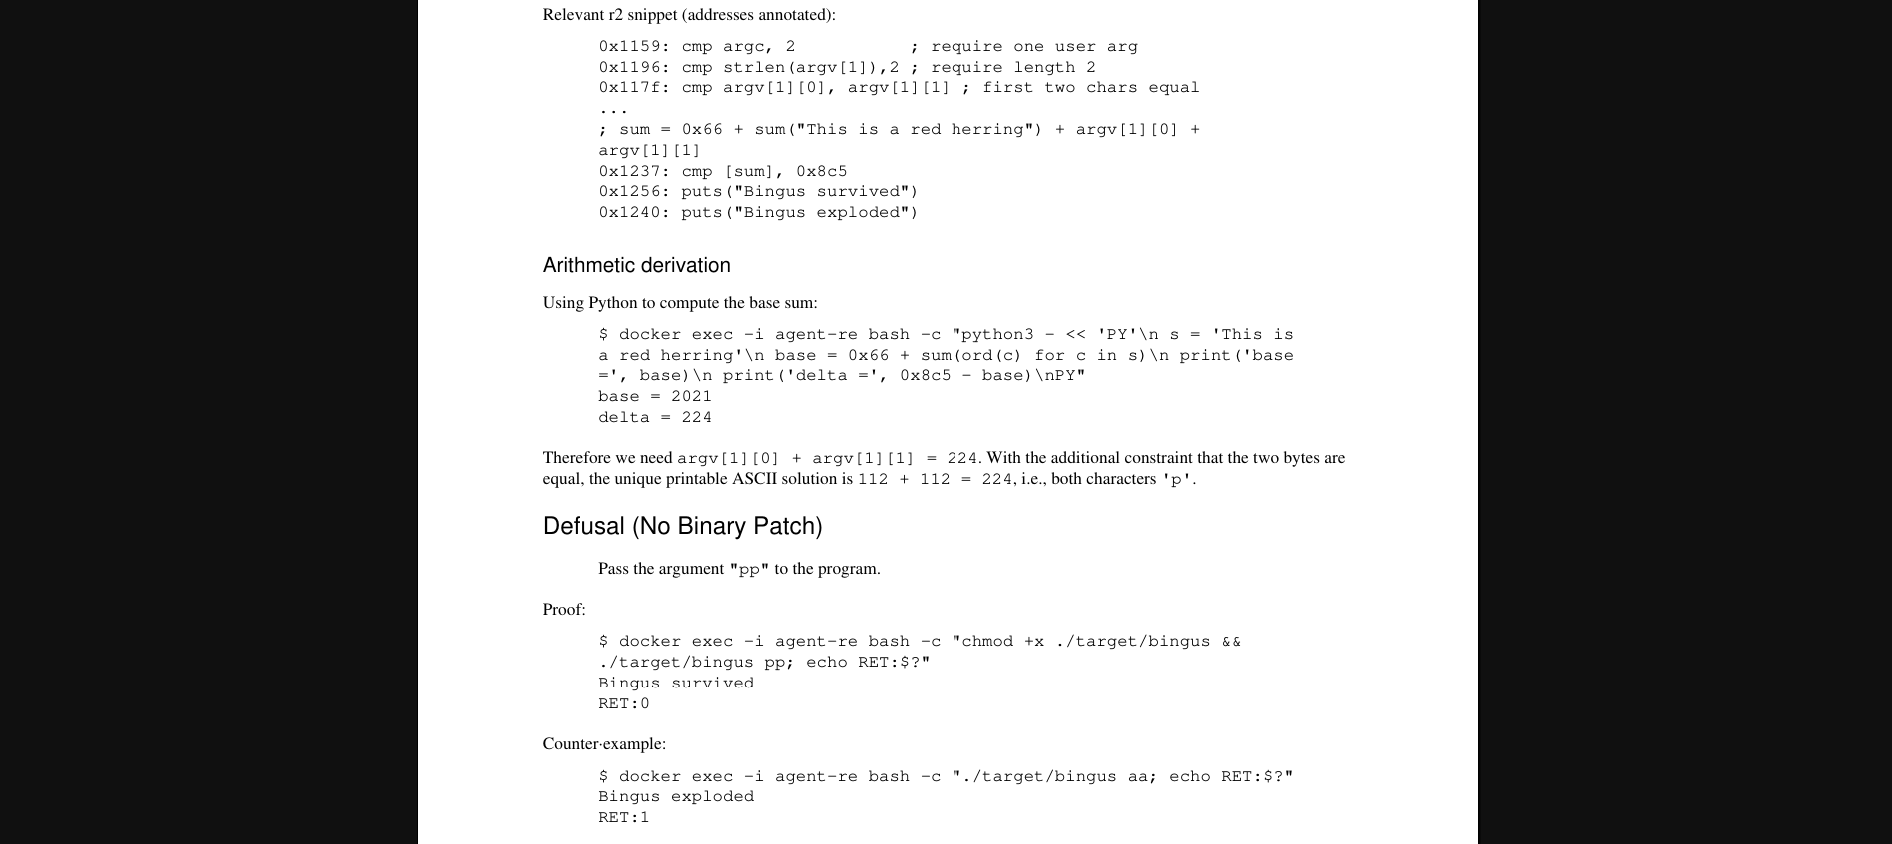 Relevant r2 snippet (addresses annotated):
0x1159: cmp argc, 2           ; require one user arg
0x1196: cmp strlen(argv[1]),2 ; require length 2
0x117f: cmp argv[1][0], argv[1][1] ; first two chars equal
...
; sum = 0x66 + sum("This is a red herring") + argv[1][0] +
argv[1][1]
0x1237: cmp [sum], 0x8c5
0x1256: puts("Bingus survived")
0x1240: puts("Bingus exploded")
Arithmetic derivation
Using Python to compute the base sum:
$ docker exec -i agent-re bash -c "python3 - << 'PY'\n s = 'This is
a red herring'\n base = 0x66 + sum(ord(c) for c in s)\n print('base
=', base)\n print('delta =', 0x8c5 - base)\nPY"
base = 2021
delta = 224
Therefore we need argv[1][0] + argv[1][1] = 224. With the additional constraint that the two bytes are
equal, the unique printable ASCII solution is 112 + 112 = 224, i.e., both characters 'p'.
Defusal (No Binary Patch)
Pass the argument "pp" to the program.
Proof:
$ docker exec -i agent-re bash -c "chmod +x ./target/bingus &&
./target/bingus pp; echo RET:$?"
Bingus survived
RET:0
Counter·example:
$ docker exec -i agent-re bash -c "./target/bingus aa; echo RET:$?"
Bingus exploded
RET:1